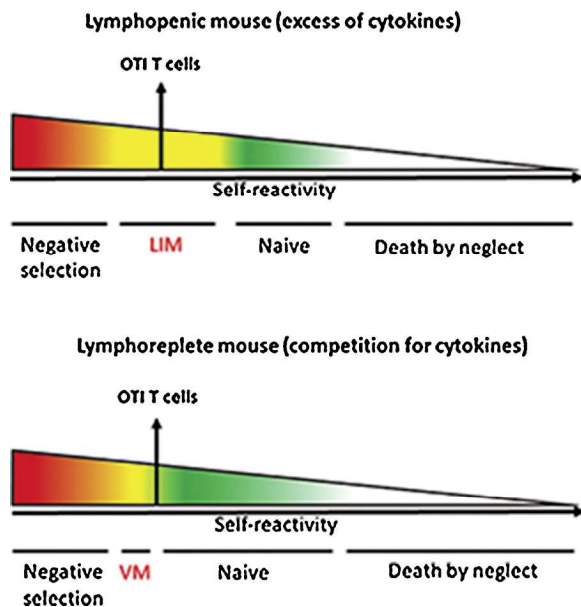 Lymphopenic mouse (excess of cytokines)
OTI T cells
Self-reactivity
Negative selection
LIM
Naive
Death by neglect
Lymphoreplete mouse (competition for cytokines)
OTI T cells
Self-reactivity
Negative selection
VM
Naive
Death by neglect